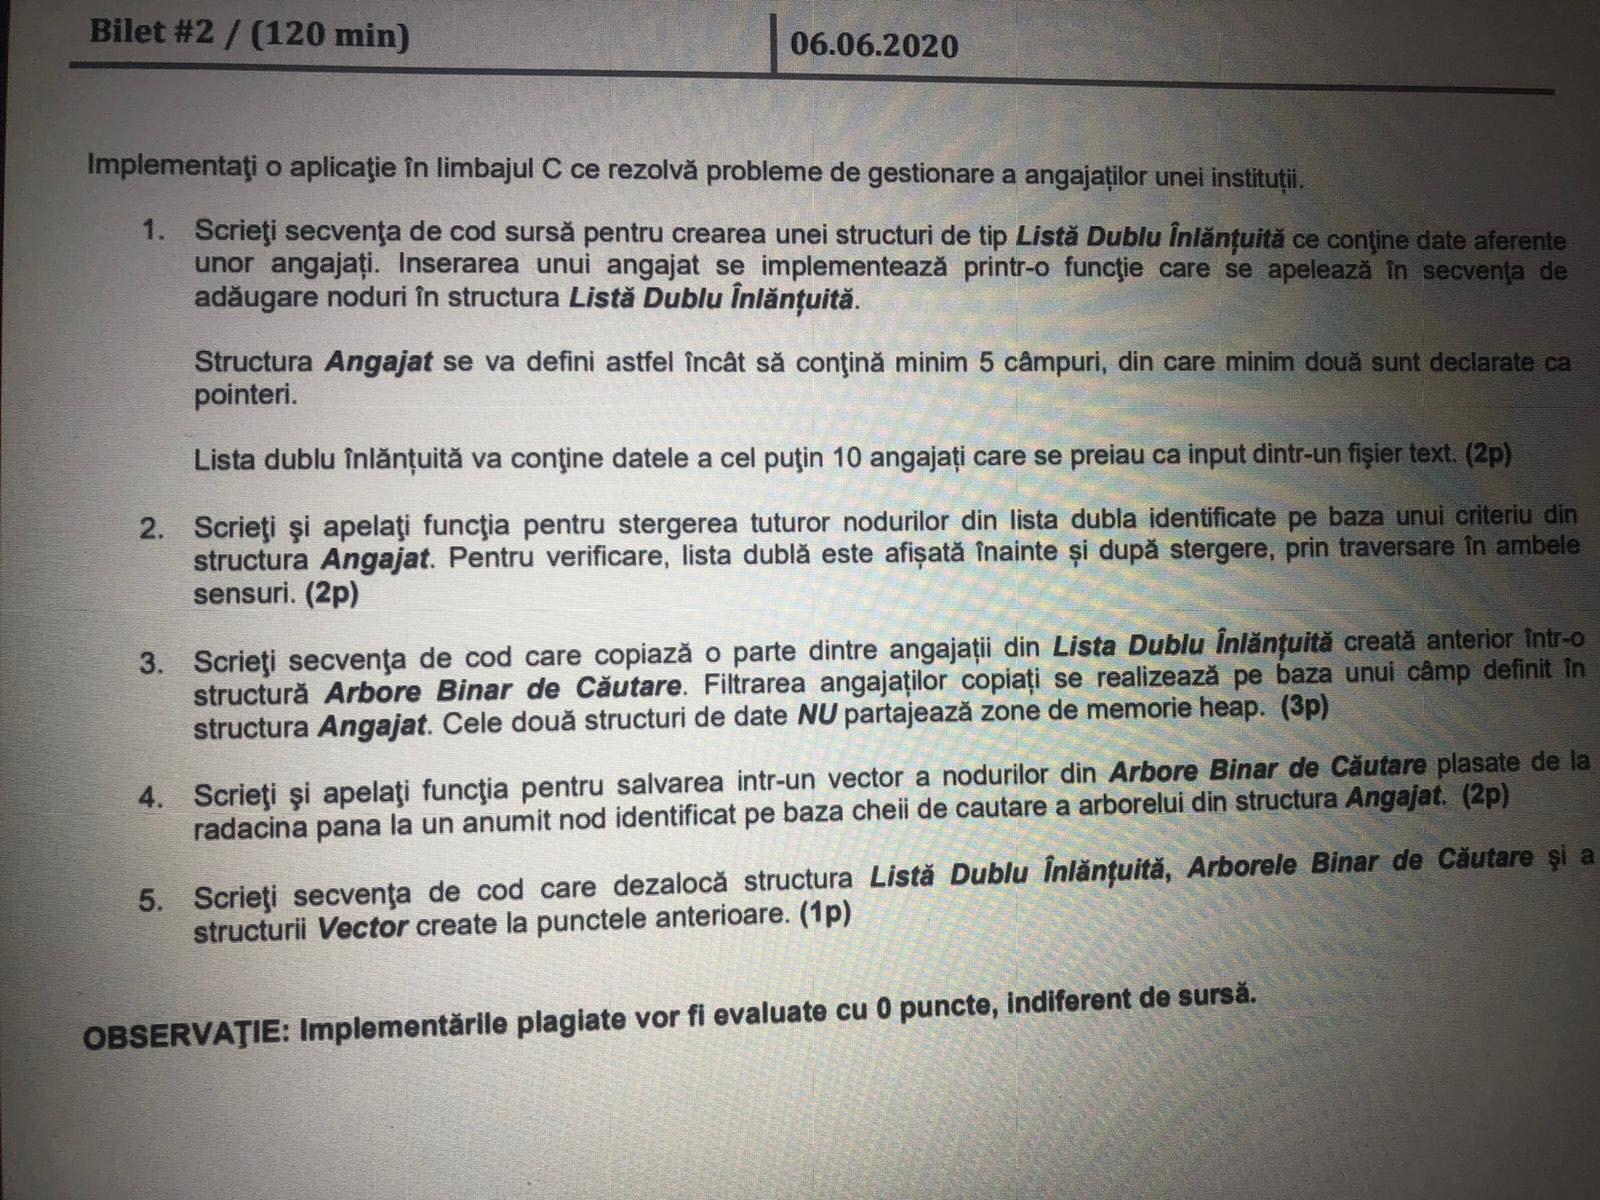 Bilet #2 / (120 min)
06.06.2020
Implementaţi o aplicaţie în limbajul C ce rezolvă probleme de gestionare a angajaților unei instituții.
1. Scrieţi secvenţa de cod sursă pentru crearea unei structuri de tip Listă Dublu Înlănțuită ce conţine date aferente
unor angajați. Inserarea unui angajat se implementează printr-o funcţie care se apelează în secvenţa de
adăugare noduri în structura Listă Dublu Înlănțuită.
Structura Angajat se va defini astfel încât să conţină minim 5 câmpuri, din care minim două sunt declarate ca
pointeri.
Lista dublu înlănțuită va conţine datele a cel puţin 10 angajați care se preiau ca input dintr-un fişier text. (2p)
2. Scrieţi şi apelaţi funcţia pentru stergerea tuturor nodurilor din lista dubla identificate pe baza unui criteriu din
structura Angajat. Pentru verificare, lista dublă este afișată înainte și după stergere, prin traversare în ambele
sensuri. (2p)
3. Scrieţi secvenţa de cod care copiază o parte dintre angajații din Lista Dublu Înlănțuită creată anterior într-o
structură Arbore Binar de Căutare. Filtrarea angajaților copiați se realizează pe baza unui câmp definit în
structura Angajat. Cele două structuri de date NU partajează zone de memorie heap. (3p)
4. Scrieţi şi apelaţi funcţia pentru salvarea intr-un vector a nodurilor din Arbore Binar de Căutare plasate de la
radacina pana la un anumit nod identificat pe baza cheii de cautare a arborelui din structura Angajat. (2p)
5. Scrieţi secvenţa de cod care dezalocă structura Listă Dublu Înlănțuită, Arborele Binar de Căutare şi a
structurii Vector create la punctele anterioare. (1p)
OBSERVAŢIE: Implementările plagiate vor fi evaluate cu 0 puncte, indiferent de sursă.